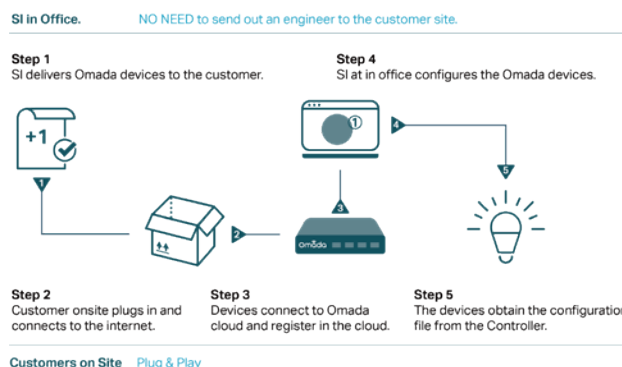 SI in Office. NO NEED to send out an engineer to the customer site.
Step 1
SI delivers Omada devices to the customer.
Step 4
SI at in office configures the Omada devices.
+1
1
4
5
1
2
3
omada
Step 2
Customer onsite plugs in and
connects to the internet.
Step 3
Devices connect to Omada
cloud and register in the cloud.
Step 5
The devices obtain the configuration
file from the Controller.
Customers on Site Plug & Play